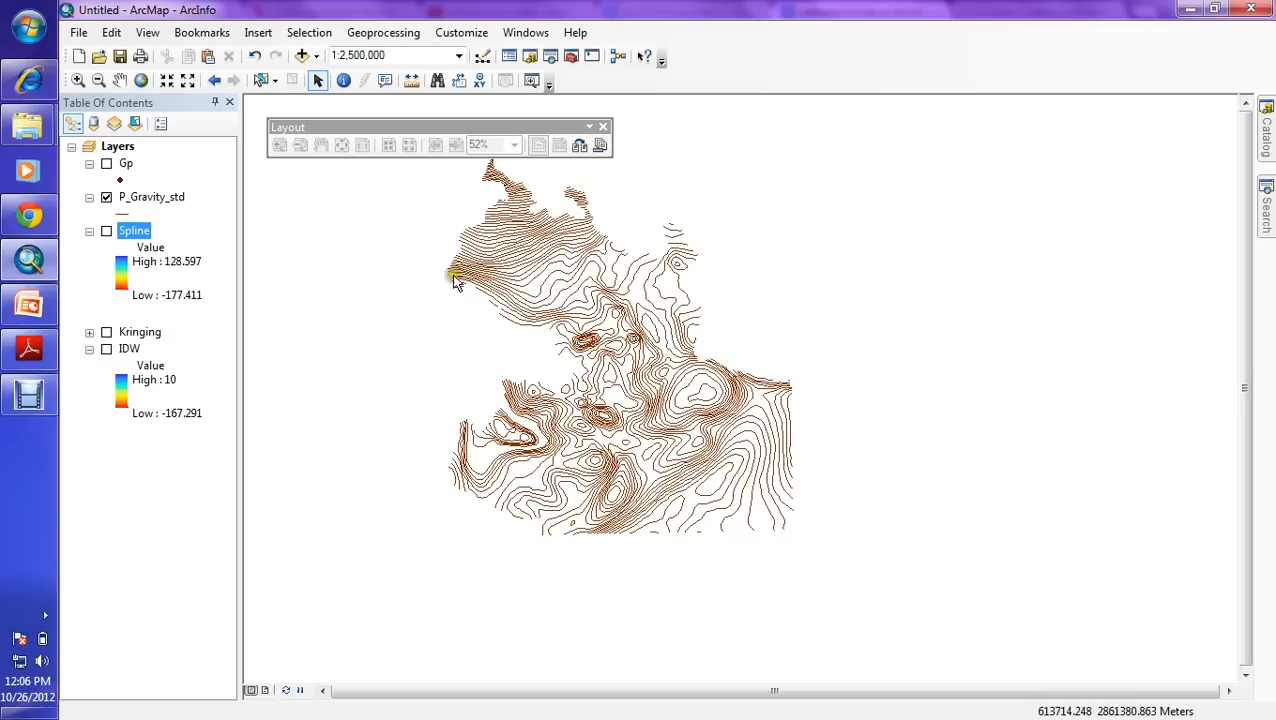 Untitled - ArcMap - ArcInfo
File Edit View Bookmarks Insert Selection Geoprocessing Customize Windows Help
1:2,500,000
Table Of Contents
Layers
Gp
P_Gravity_std
Spline
Value
High : 128.597
Low : -177.411
Kringing
IDW
Value
High : 10
Low : -167.291
Layout
52%
Catalog
Search
12:06 PM
10/26/2012
613714.248 2861380.863 Meters